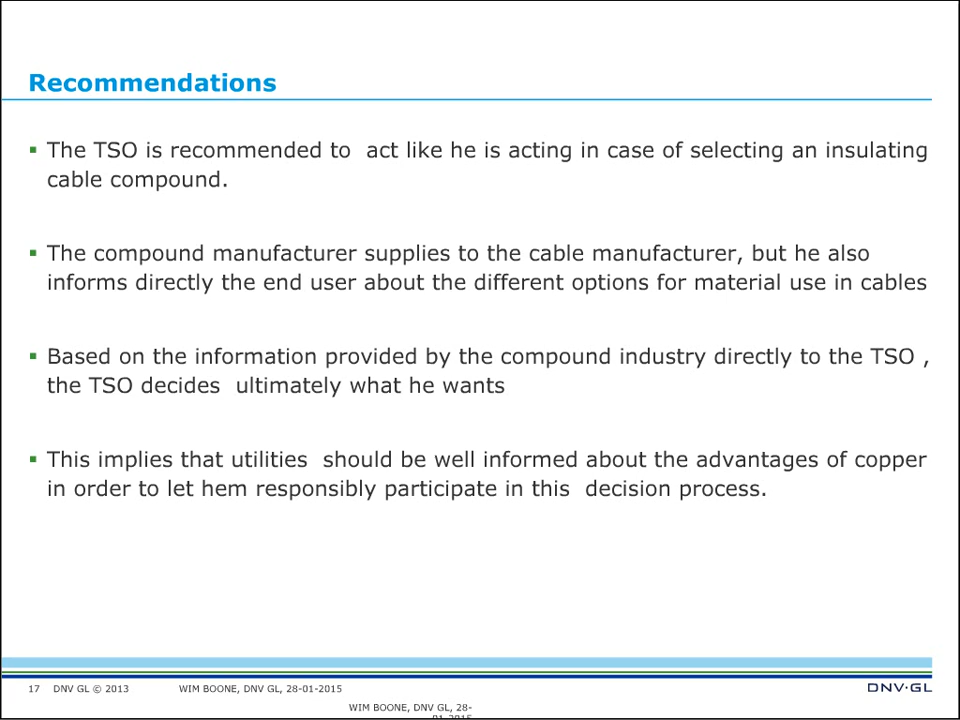 Recommendations
▪ The TSO is recommended to  act like he is acting in case of selecting an insulating
cable compound.
▪ The compound manufacturer supplies to the cable manufacturer, but he also
informs directly the end user about the different options for material use in cables
▪ Based on the information provided by the compound industry directly to the TSO ,
the TSO decides  ultimately what he wants
▪ This implies that utilities  should be well informed about the advantages of copper
in order to let hem responsibly participate in this  decision process.
17 DNV GL © 2013 WIM BOONE, DNV GL, 28-01-2015
DNV·GL
WIM BOONE, DNV GL, 28-
01-2015